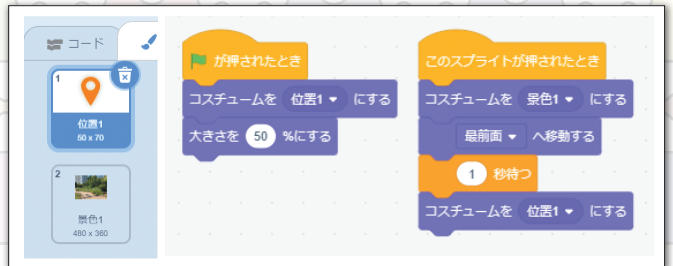 コード
1
位置1
50 x 70
2
景色1
480 x 360
が押されたとき
コスチュームを 位置1 にする
大きさを 50 %にする
このスプライトが押されたとき
コスチュームを 景色1 にする
最前面 へ移動する
1 秒待つ
コスチュームを 位置1 にする